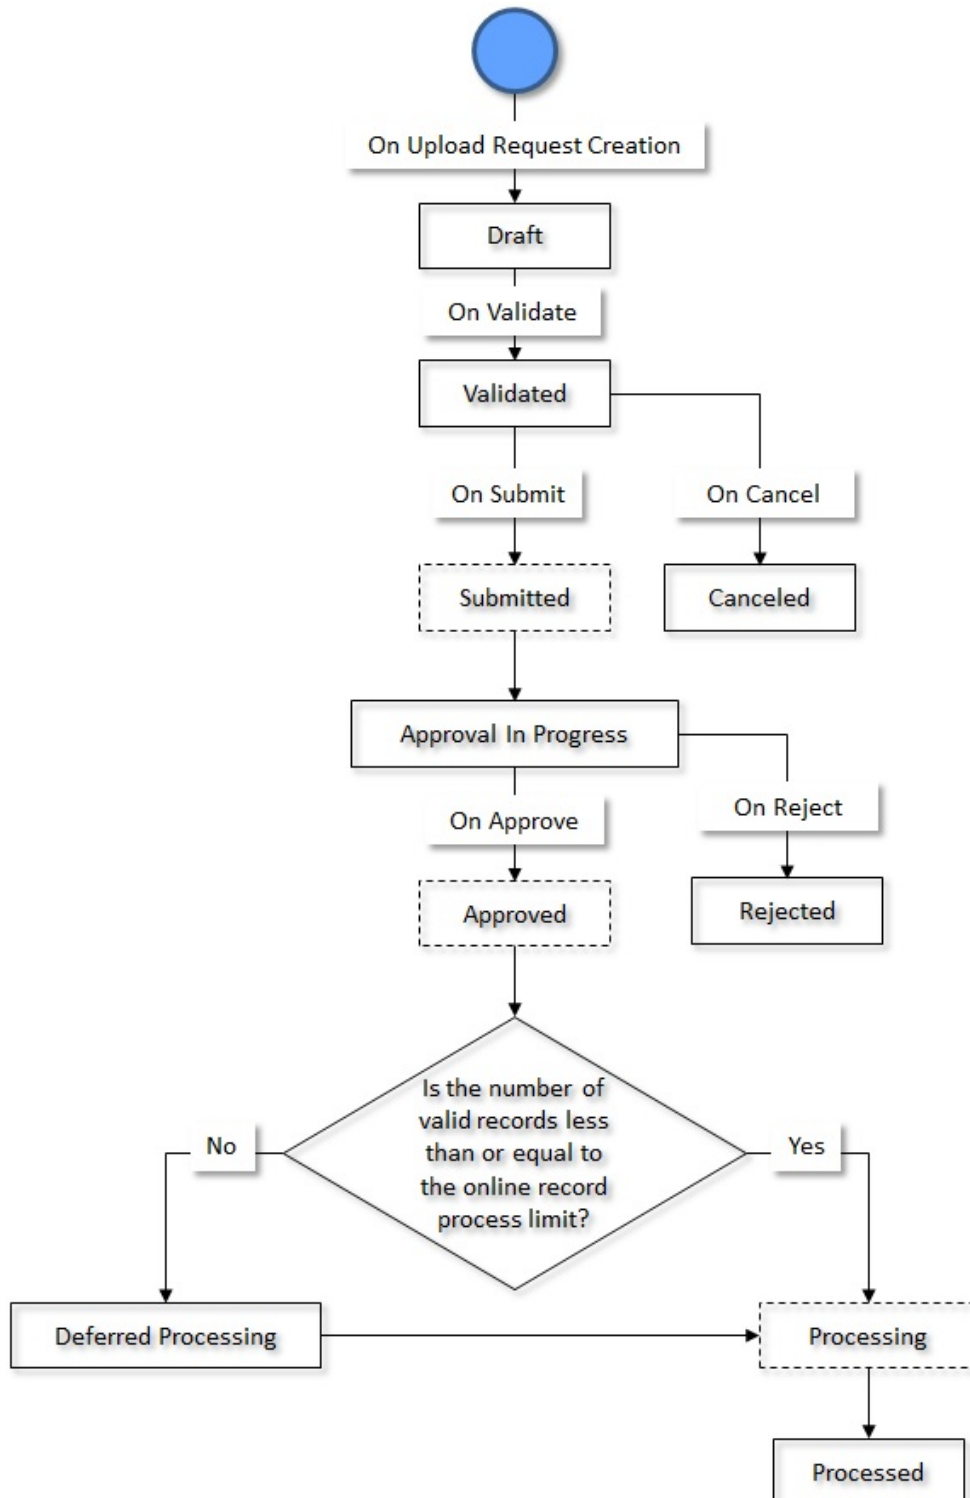 On Upload Request Creation
Draft
On Validate
Validated
On Submit
On Cancel
Submitted
Canceled
Approval In Progress
On Approve
On Reject
Approved
Rejected
Is the number of
valid records less
than or equal to
the online record
process limit?
No
Yes
Deferred Processing
Processing
Processed